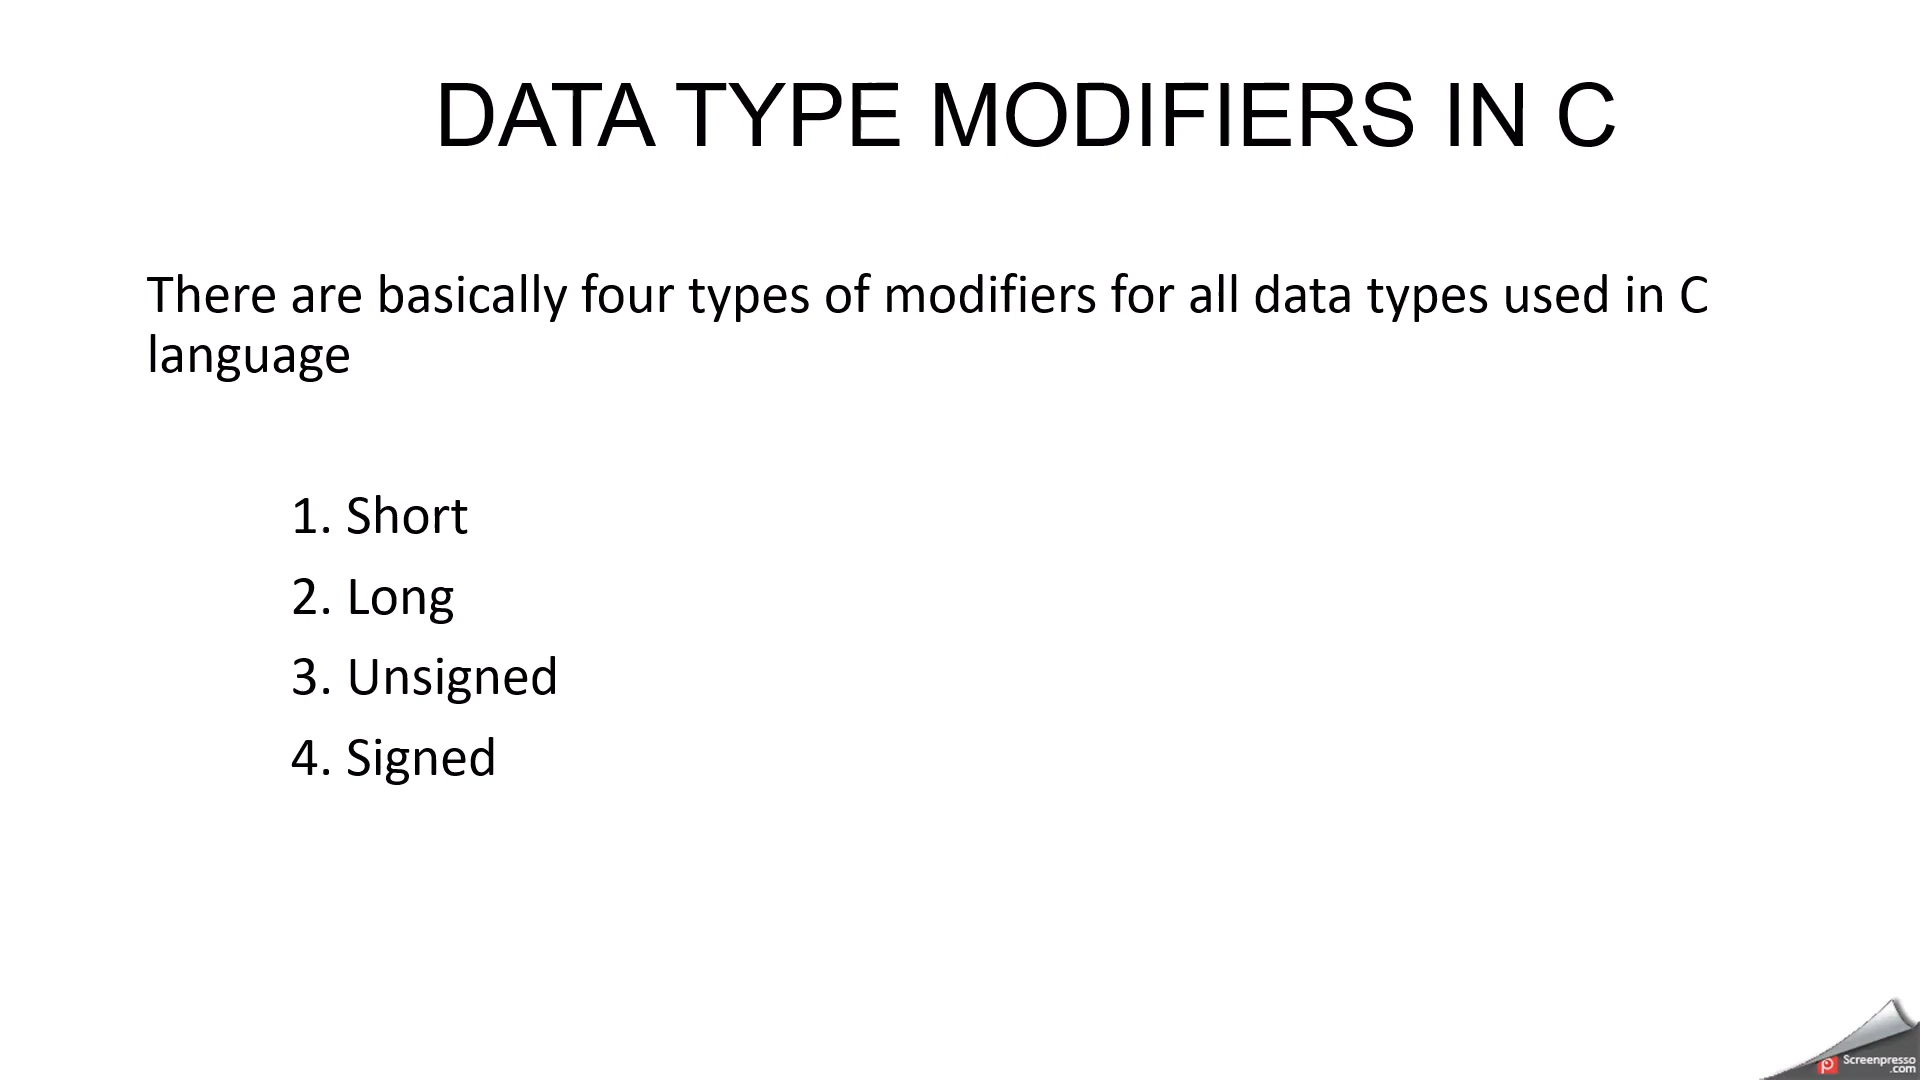 DATA TYPE MODIFIERS IN C
There are basically four types of modifiers for all data types used in C
language
1. Short
2. Long
3. Unsigned
4. Signed
Screenpresso
.com